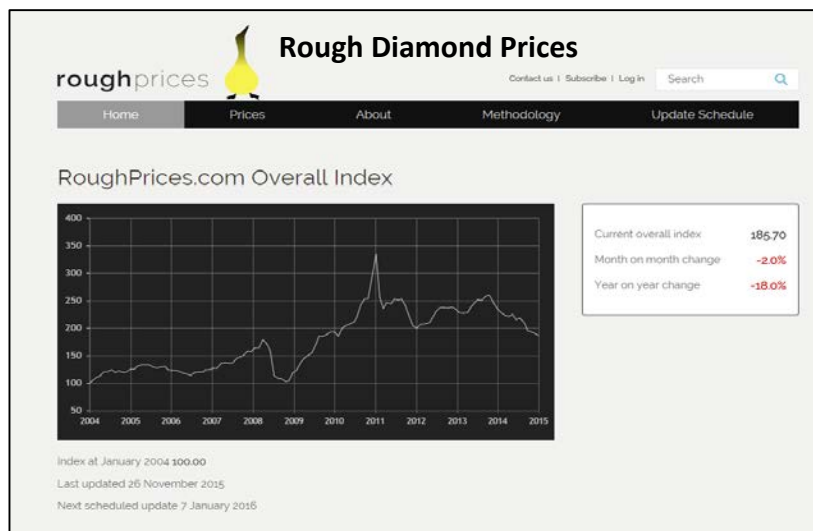 Rough Diamond Prices
roughprices
Contact us | Subscribe | Log in
Search
Home Prices About Methodology Update Schedule
RoughPrices.com Overall Index
400
350
300
250
200
150
100
50
2004 2005 2006 2007 2008 2009 2010 2011 2012 2013 2014 2015
Current overall index 185.70
Month on month change -2.0%
Year on year change -18.0%
Index at January 2004 100.00
Last updated 26 November 2015
Next scheduled update 7 January 2016